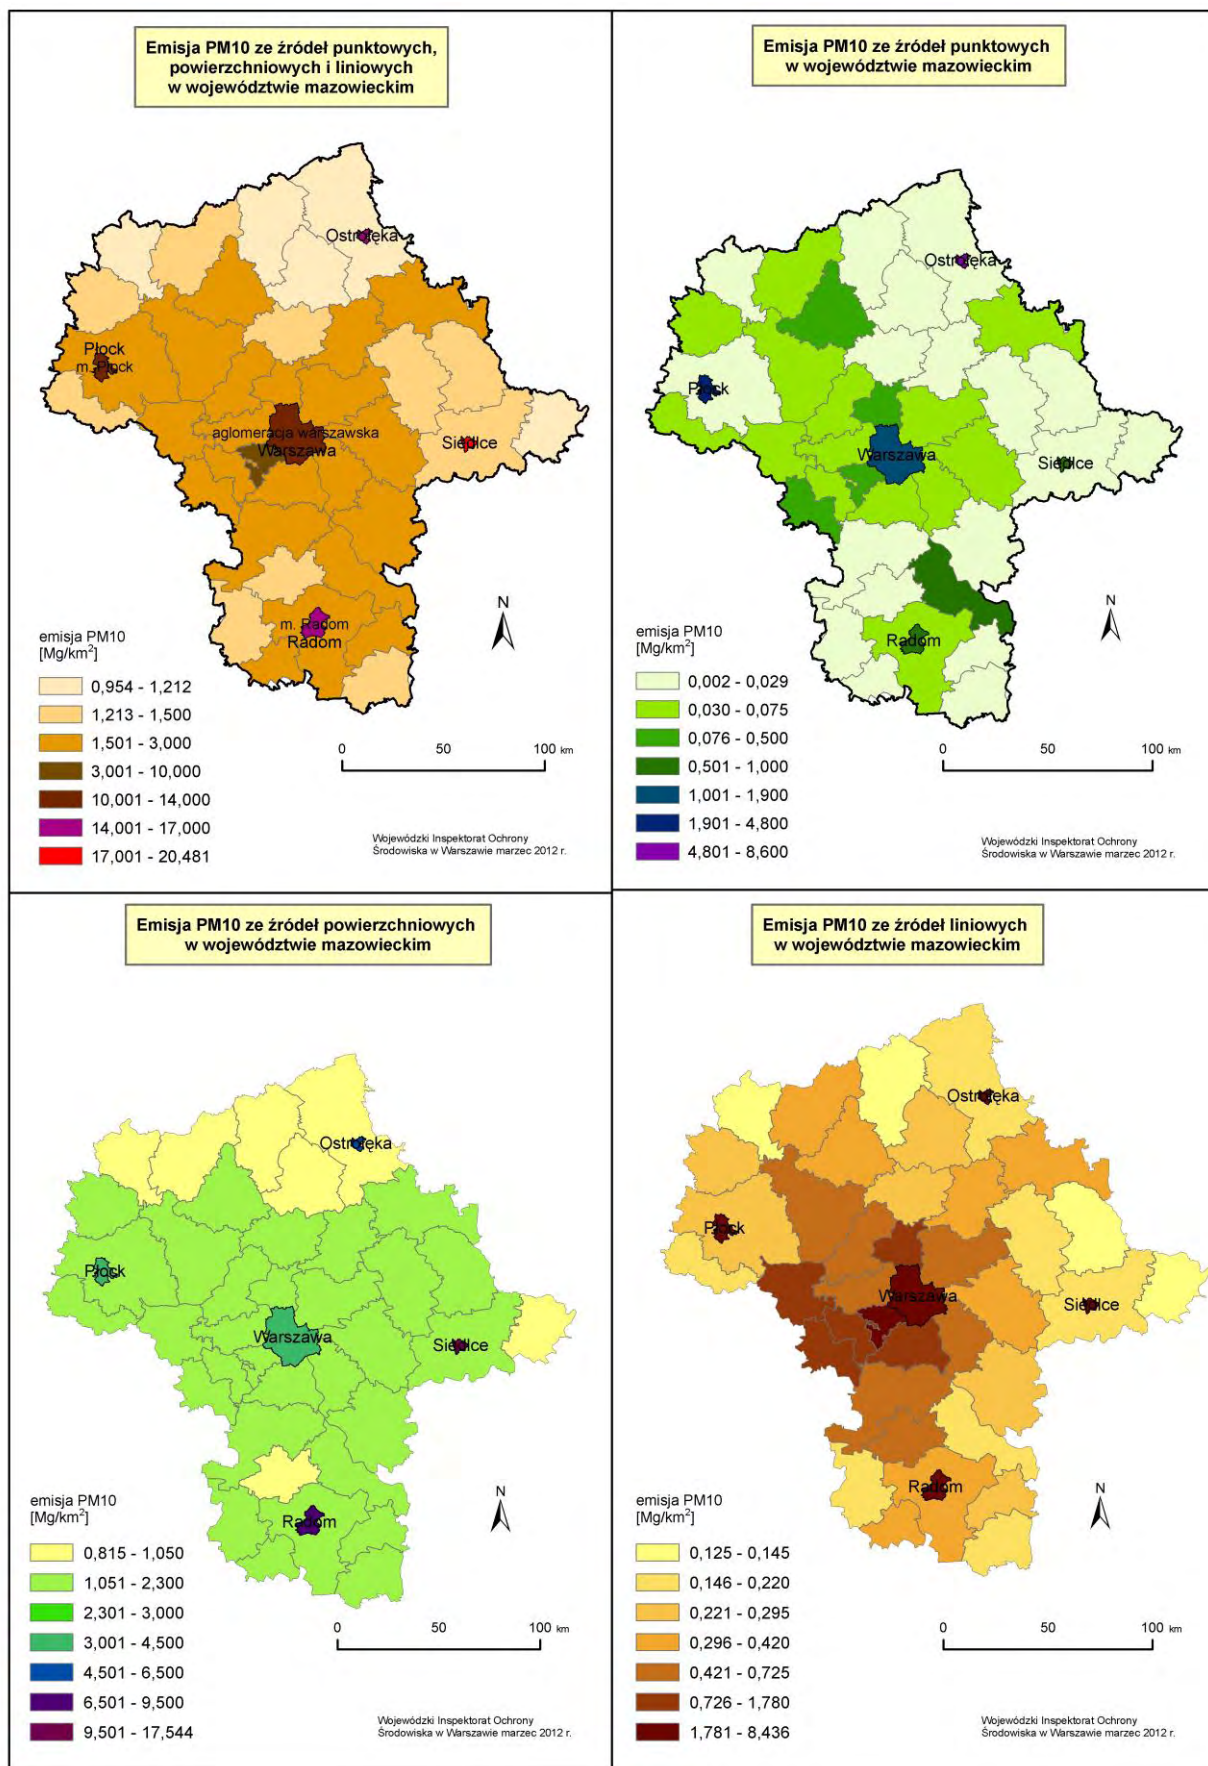 Emisja PM10 ze źródeł punktowych,
powierzchniowych i liniowych
w województwie mazowieckim
Ostrołęka
Płock
m. Płock
aglomeracja warszawska
Warszawa
Siedlce
m. Radom
Radom
N
emisja PM10
[Mg/km²]
0,954 - 1,212
1,213 - 1,500
1,501 - 3,000
3,001 - 10,000
10,001 - 14,000
14,001 - 17,000
17,001 - 20,481
0 50 100 km
Wojewódzki Inspektorat Ochrony
Środowiska w Warszawie marzec 2012 r.
Emisja PM10 ze źródeł punktowych
w województwie mazowieckim
Ostrołęka
Płock
Warszawa
Siedlce
Radom
N
emisja PM10
[Mg/km²]
0,002 - 0,029
0,030 - 0,075
0,076 - 0,500
0,501 - 1,000
1,001 - 1,900
1,901 - 4,800
4,801 - 8,600
0 50 100 km
Wojewódzki Inspektorat Ochrony
Środowiska w Warszawie marzec 2012 r.
Emisja PM10 ze źródeł powierzchniowych
w województwie mazowieckim
Ostrołęka
Płock
Warszawa
Siedlce
Radom
N
emisja PM10
[Mg/km²]
0,815 - 1,050
1,051 - 2,300
2,301 - 3,000
3,001 - 4,500
4,501 - 6,500
6,501 - 9,500
9,501 - 17,544
0 50 100 km
Wojewódzki Inspektorat Ochrony
Środowiska w Warszawie marzec 2012 r.
Emisja PM10 ze źródeł liniowych
w województwie mazowieckim
Ostrołęka
Płock
Warszawa
Siedlce
Radom
N
emisja PM10
[Mg/km²]
0,125 - 0,145
0,146 - 0,220
0,221 - 0,295
0,296 - 0,420
0,421 - 0,725
0,726 - 1,780
1,781 - 8,436
0 50 100 km
Wojewódzki Inspektorat Ochrony
Środowiska w Warszawie marzec 2012 r.